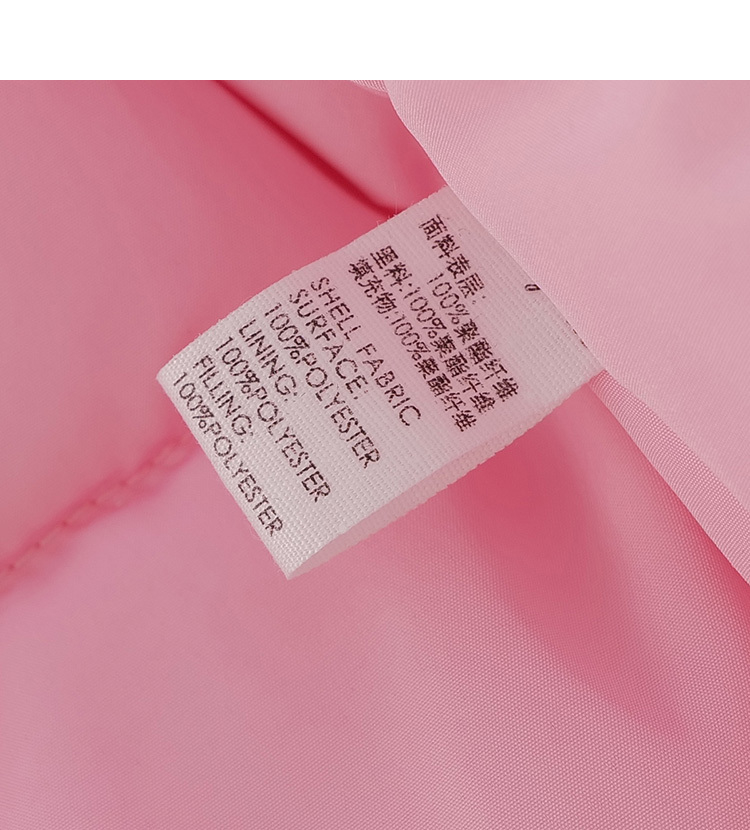 面料表层:
100%聚酯纤维
里料:100%聚酯纤维
填充物:100%聚酯纤维
SHELL FABRIC
SURFACE:
100%POLYESTER
LINING:
100%POLYESTER
FILLING:
100%POLYESTER